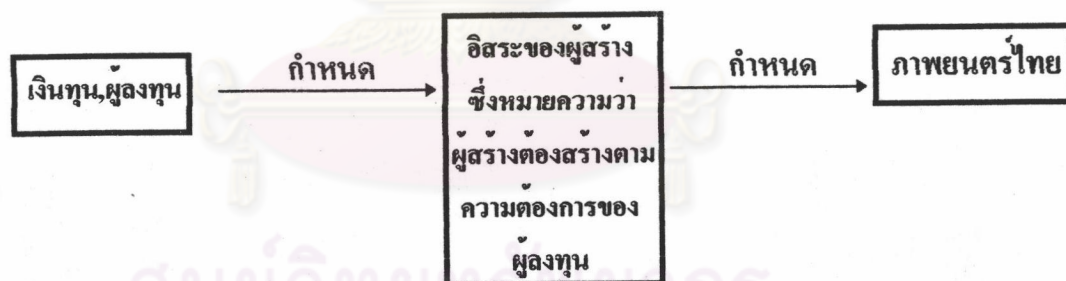 เงินทุน,ผู้ลงทุน
กำหนด
อิสระของผู้สร้าง
ซึ่งหมายความว่า
ผู้สร้างต้องสร้างตาม
ความต้องการของ
ผู้ลงทุน
กำหนด
ภาพยนตร์ไทย